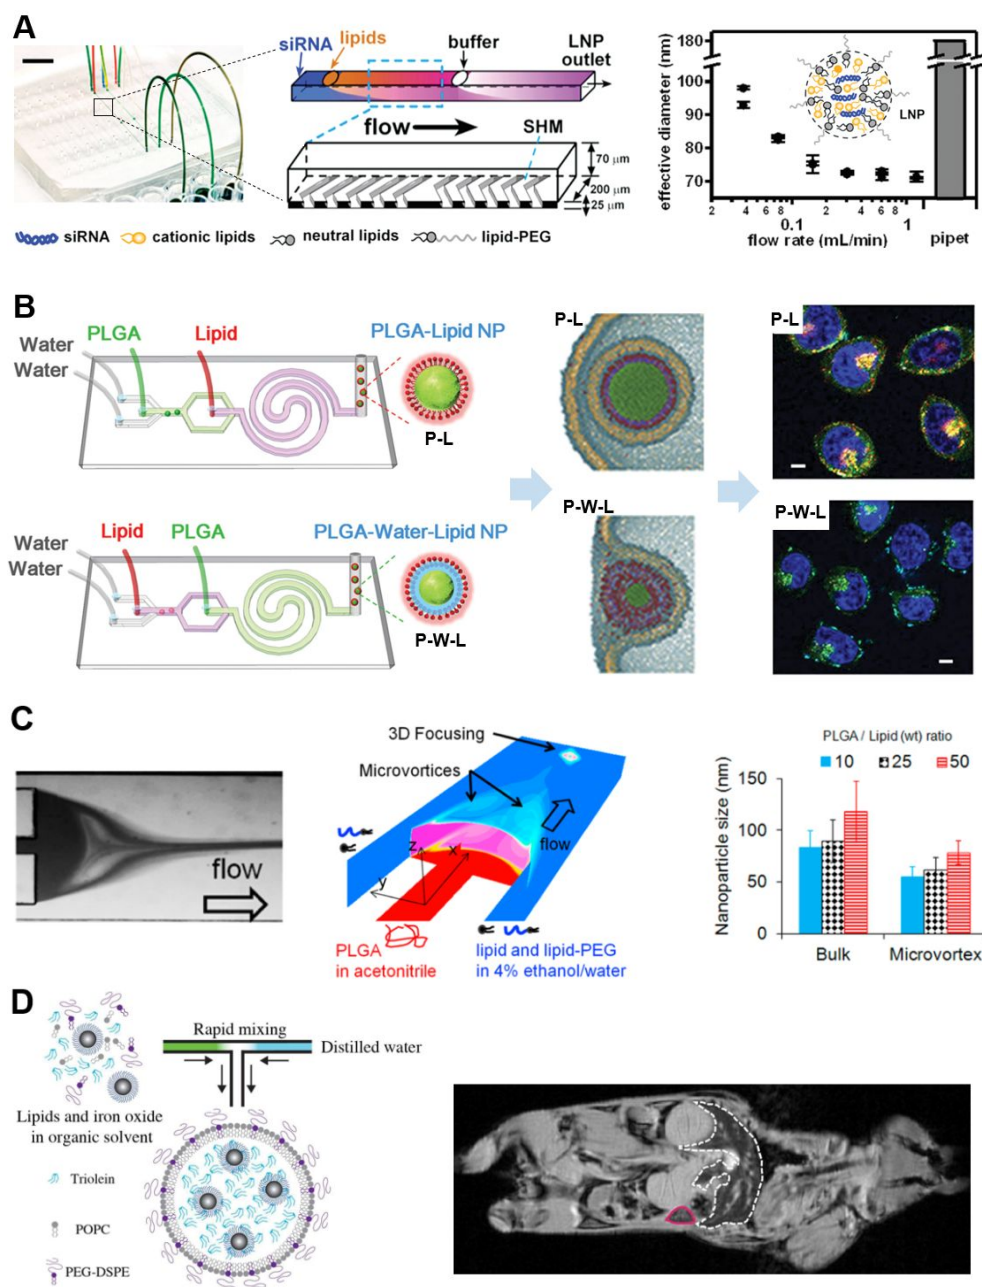 A
siRNA
lipids
buffer
LNP
outlet
flow
SHM
70 μm
200 μm
25 μm
siRNA cationic lipids neutral lipids lipid-PEG
effective diameter (nm)
180
100
90
80
70
LNP
2 4 6 8 2 4 6 8
0.1 1
flow rate (mL/min)
pipet
B
PLGA
Lipid
PLGA-Lipid NP
Water
Water
P-L
P-L
P-L
Lipid
PLGA
PLGA-Water-Lipid NP
Water
Water
P-W-L
P-W-L
P-W-L
C
flow
3D Focusing
Microvortices
flow
z
x
y
PLGA
in acetonitrile
lipid and lipid-PEG
in 4% ethanol/water
PLGA / Lipid (wt) ratio
10 25 50
Nanoparticle size (nm)
150
100
50
0
Bulk Microvortex
D
Rapid mixing
Distilled water
Lipids and iron oxide
in organic solvent
Triolein
POPC
PEG-DSPE